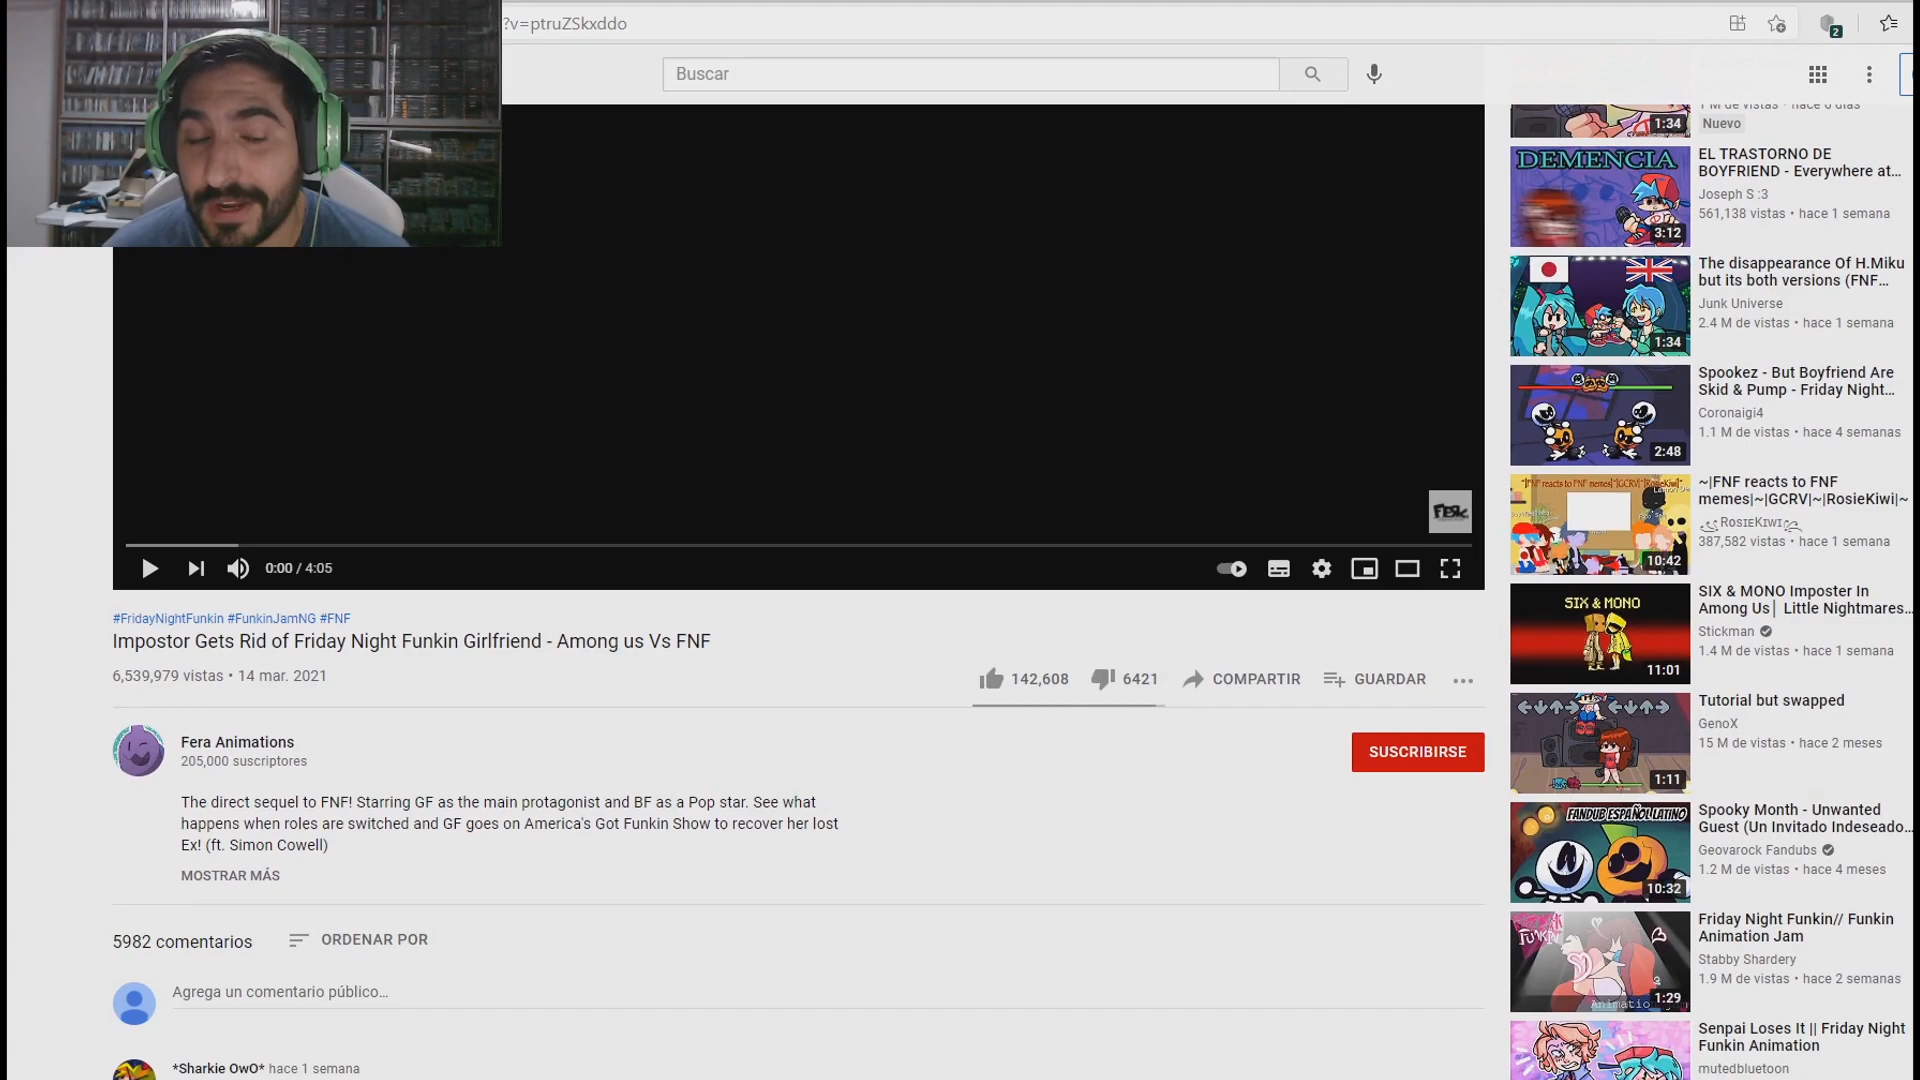 ?v=ptruZSkxddo
2
Buscar
1:34
Nuevo
DEMENCIA
3:12
EL TRASTORNO DE
BOYFRIEND - Everywhere at...
Joseph S :3
561,138 vistas • hace 1 semana
1:34
The disappearance Of H.Miku
but its both versions (FNF...
Junk Universe
2.4 M de vistas • hace 1 semana
2:48
Spookez - But Boyfriend Are
Skid & Pump - Friday Night...
Coronaigi4
1.1 M de vistas • hace 4 semanas
10:42
~|FNF reacts to FNF
memes|~|GCRV|~|RosieKiwi|~
RosɪᴇKɪᴡɪ
387,582 vistas • hace 1 semana
SIX & MONO
11:01
SIX & MONO Imposter In
Among Us│ Little Nightmares...
Stickman
1.4 M de vistas • hace 1 semana
1:11
Tutorial but swapped
GenoX
15 M de vistas • hace 2 meses
FANDUB ESPAÑOL LATINO
10:32
Spooky Month - Unwanted
Guest (Un Invitado Indeseado...
Geovarock Fandubs
1.2 M de vistas • hace 4 meses
1:29
Friday Night Funkin// Funkin
Animation Jam
Stabby Shardery
1.9 M de vistas • hace 2 semanas
Senpai Loses It || Friday Night
Funkin Animation
mutedbluetoon
0:00 / 4:05
#FridayNightFunkin #FunkinJamNG #FNF
Impostor Gets Rid of Friday Night Funkin Girlfriend - Among us Vs FNF
6,539,979 vistas • 14 mar. 2021
142,608
6421
COMPARTIR
GUARDAR
Fera Animations
205,000 suscriptores
SUSCRIBIRSE
The direct sequel to FNF! Starring GF as the main protagonist and BF as a Pop star. See what
happens when roles are switched and GF goes on America's Got Funkin Show to recover her lost
Ex! (ft. Simon Cowell)
MOSTRAR MÁS
5982 comentarios
ORDENAR POR
Agrega un comentario público...
*Sharkie OwO* hace 1 semana